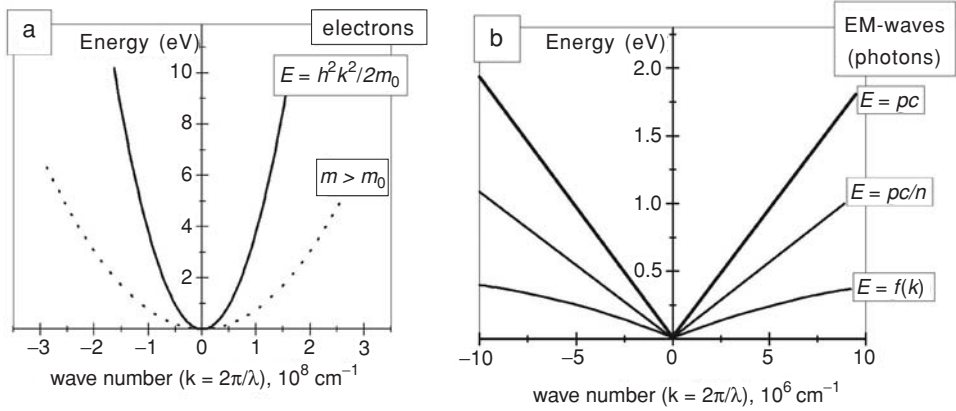 a
Energy (eV)
electrons
10
8
6
4
2
E = h²k²/2m₀
m > m₀
−3 −2 −1 0 1 2 3
wave number (k = 2π/λ), 10⁸ cm⁻¹
b
Energy (eV)
EM-waves
(photons)
2.0
1.5
1.0
0.5
E = pc
E = pc/n
E = f(k)
−10 −5 0 5 10
wave number (k = 2π/λ), 10⁶ cm⁻¹